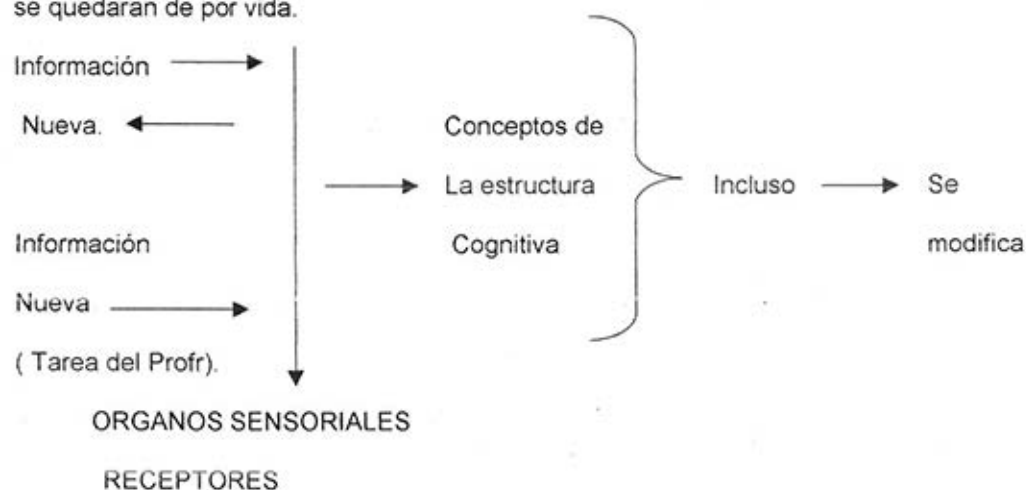 se quedaran de por vida.
Información
Nueva.
Conceptos de
La estructura
Cognitiva
Incluso
Se
modifica
Información
Nueva
( Tarea del Profr).
ORGANOS SENSORIALES
RECEPTORES